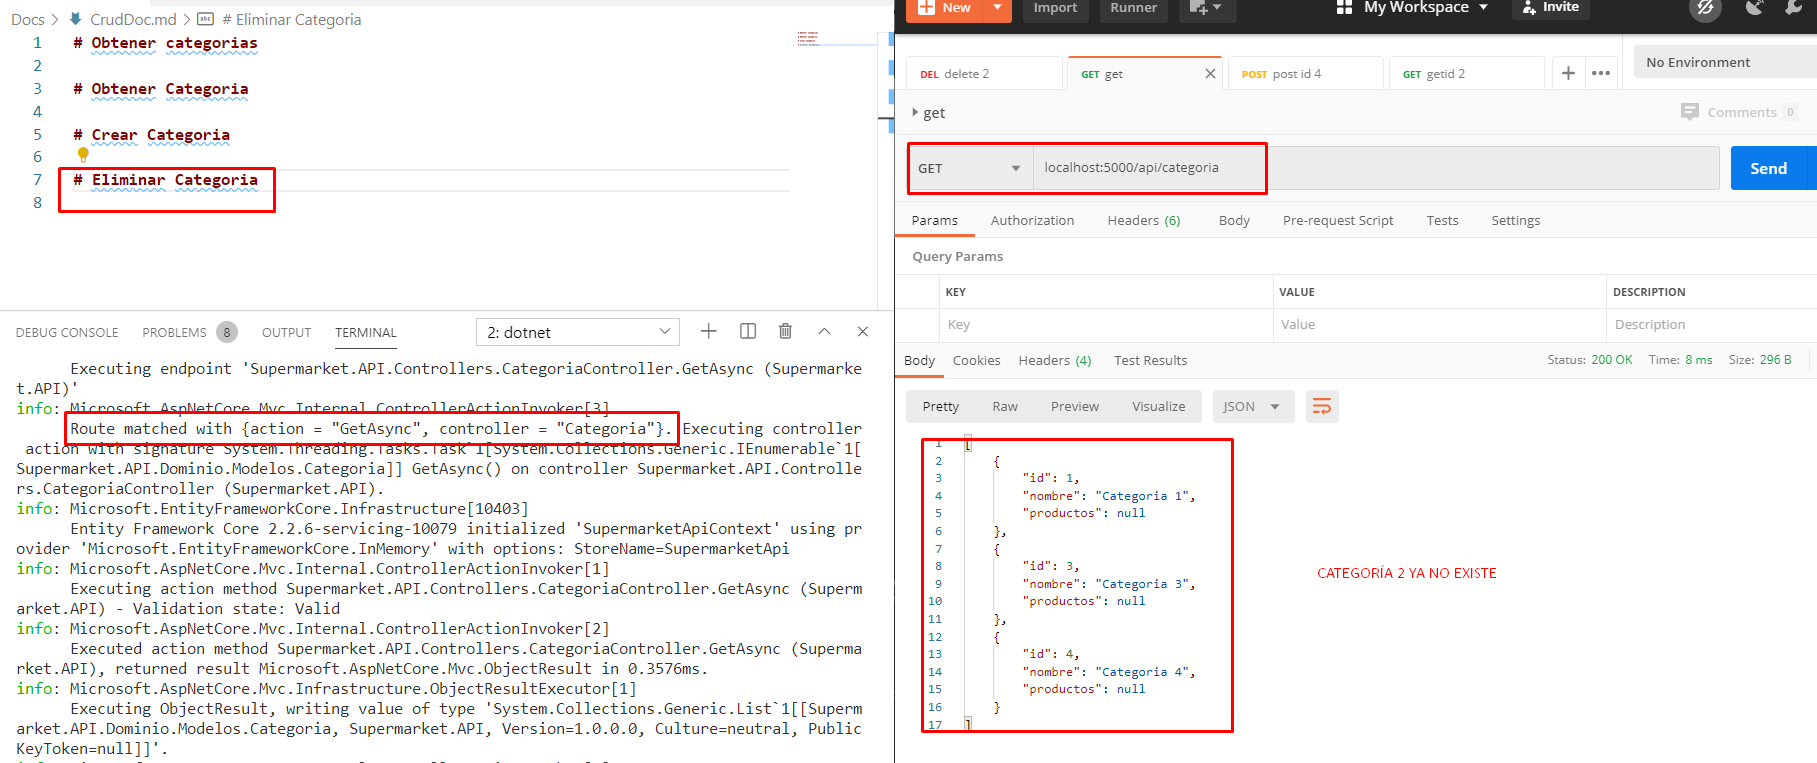 Docs > CrudDoc.md > # Eliminar Categoria
1 # Obtener categorias
2
3 # Obtener Categoria
4
5 # Crear Categoria
6
7 # Eliminar Categoria
8
DEBUG CONSOLE PROBLEMS 8 OUTPUT TERMINAL 2: dotnet
Executing endpoint 'Supermarket.API.Controllers.CategoriaController.GetAsync (Supermarke
t.API)'
info: Microsoft.AspNetCore.Mvc.Internal.ControllerActionInvoker[3]
Route matched with {action = "GetAsync", controller = "Categoria"}. Executing controller
action with signature System.Threading.Tasks.Task`1[System.Collections.Generic.IEnumerable`1[
Supermarket.API.Dominio.Modelos.Categoria]] GetAsync() on controller Supermarket.API.Controlle
rs.CategoriaController (Supermarket.API).
info: Microsoft.EntityFrameworkCore.Infrastructure[10403]
Entity Framework Core 2.2.6-servicing-10079 initialized 'SupermarketApiContext' using pr
ovider 'Microsoft.EntityFrameworkCore.InMemory' with options: StoreName=SupermarketApi
info: Microsoft.AspNetCore.Mvc.Internal.ControllerActionInvoker[1]
Executing action method Supermarket.API.Controllers.CategoriaController.GetAsync (Superm
arket.API) - Validation state: Valid
info: Microsoft.AspNetCore.Mvc.Internal.ControllerActionInvoker[2]
Executed action method Supermarket.API.Controllers.CategoriaController.GetAsync (Superma
rket.API), returned result Microsoft.AspNetCore.Mvc.ObjectResult in 0.3576ms.
info: Microsoft.AspNetCore.Mvc.Infrastructure.ObjectResultExecutor[1]
Executing ObjectResult, writing value of type 'System.Collections.Generic.List`1[[Superm
arket.API.Dominio.Modelos.Categoria, Supermarket.API, Version=1.0.0.0, Culture=neutral, Public
KeyToken=null]]'.
New Import Runner My Workspace Invite
DEL delete 2 GET get POST post id 4 GET getid 2 No Environment
get Comments 0
GET localhost:5000/api/categoria Send
Params Authorization Headers (6) Body Pre-request Script Tests Settings
Query Params
KEY VALUE DESCRIPTION
Key Value Description
Body Cookies Headers (4) Test Results Status: 200 OK Time: 8 ms Size: 296 B
Pretty Raw Preview Visualize JSON
1 [
2 {
3 "id": 1,
4 "nombre": "Categoria 1",
5 "productos": null
6 },
7 {
8 "id": 3,
9 "nombre": "Categoria 3",
10 "productos": null
11 },
12 {
13 "id": 4,
14 "nombre": "Categoria 4",
15 "productos": null
16 }
17 ]
CATEGORÍA 2 YA NO EXISTE